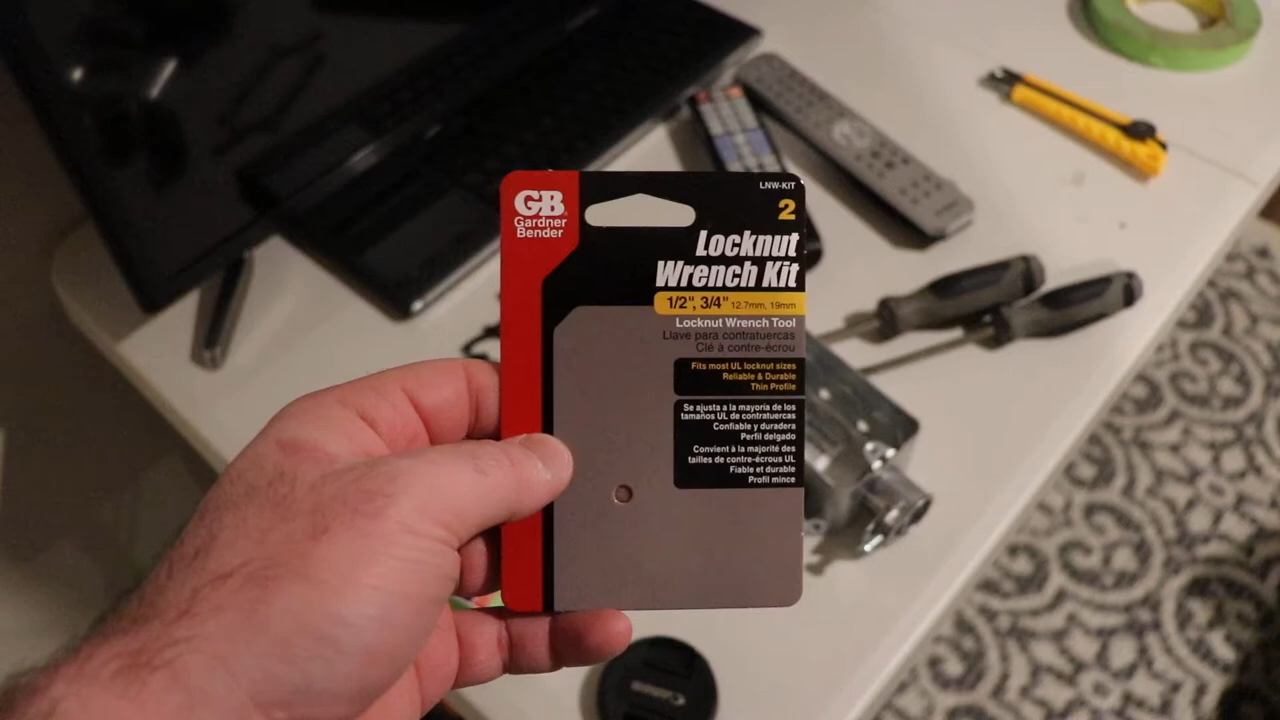 LNW-KIT
GB
Gardner
Bender
2
Locknut
Wrench Kit
1/2", 3/4" 12.7mm, 19mm
Locknut Wrench Tool
Llave para contratuercas
Clé à contre-écrou
Fits most UL locknut sizes
Reliable & Durable
Thin Profile
Se ajusta a la mayoría de los
tamaños UL de contratuercas
Confiable y duradera
Perfil delgado
Convient à la majorité des
tailles de contre-écrous UL
Fiable et durable
Profil mince
Canon